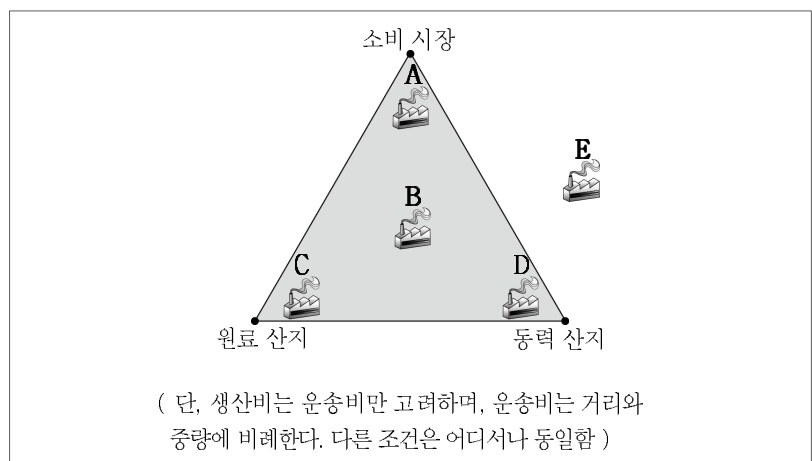 소비 시장
A
E
B
C
D
원료 산지
동력 산지
( 단, 생산비는 운송비만 고려하며, 운송비는 거리와
중량에 비례한다. 다른 조건은 어디서나 동일함 )